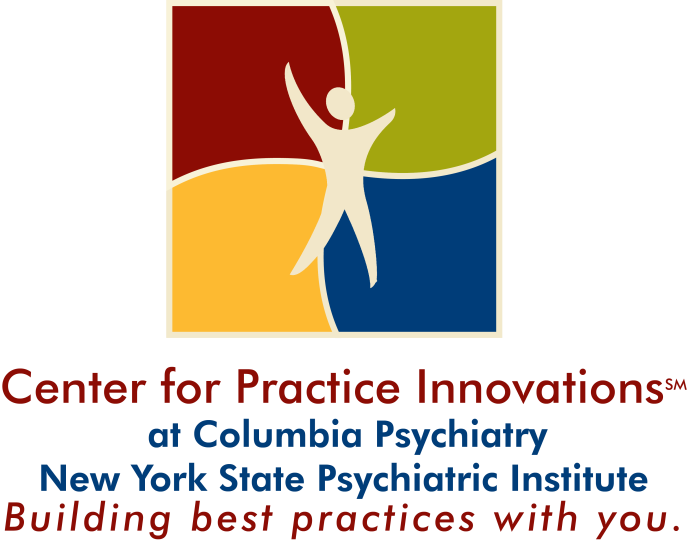 Center for Practice Innovations℠
at Columbia Psychiatry
New York State Psychiatric Institute
Building best practices with you.